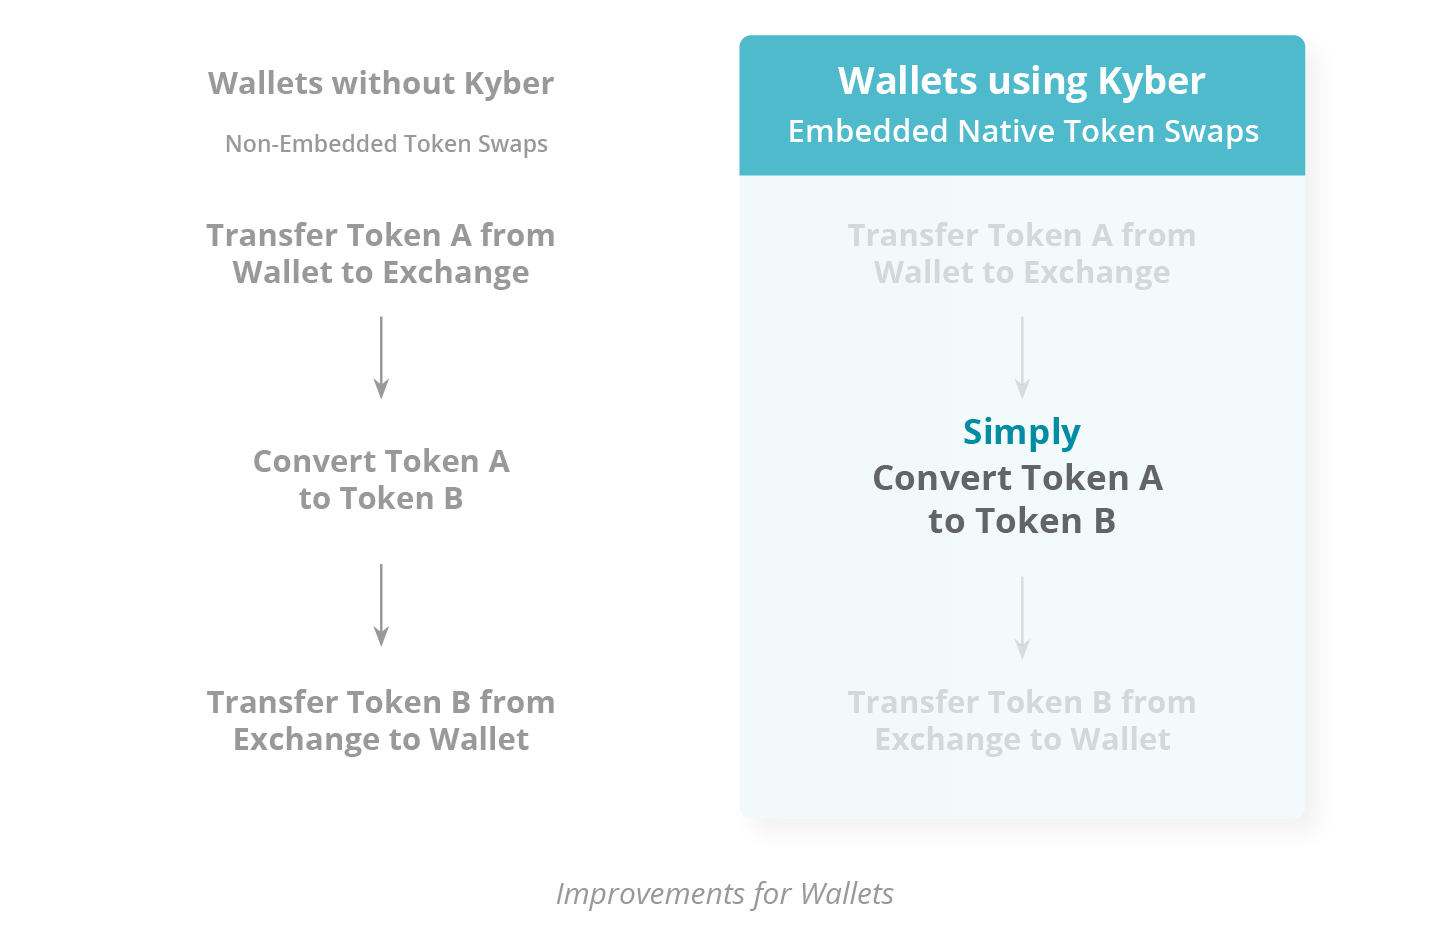 Wallets without Kyber
Non-Embedded Token Swaps
Transfer Token A from
Wallet to Exchange
Convert Token A
to Token B
Transfer Token B from
Exchange to Wallet
Wallets using Kyber
Embedded Native Token Swaps
Transfer Token A from
Wallet to Exchange
Simply
Convert Token A
to Token B
Transfer Token B from
Exchange to Wallet
Improvements for Wallets